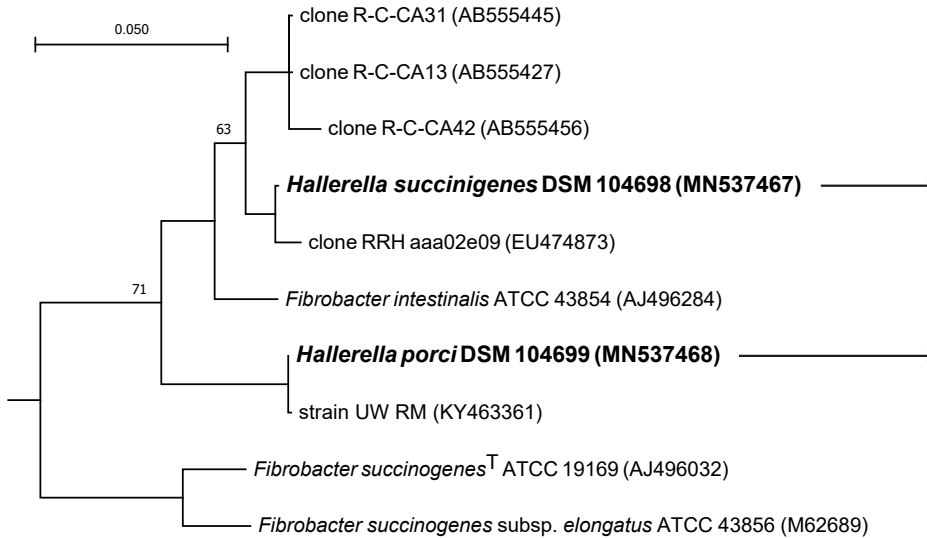 clone R-C-CA31 (AB555445)
0.050
clone R-C-CA13 (AB555427)
63
clone R-C-CA42 (AB555456)
Hallerella succinigenes DSM 104698 (MN537467)
clone RRH aaa02e09 (EU474873)
71
Fibrobacter intestinalis ATCC 43854 (AJ496284)
Hallerella porci DSM 104699 (MN537468)
strain UW RM (KY463361)
Fibrobacter succinogenesᵀ ATCC 19169 (AJ496032)
Fibrobacter succinogenes subsp. elongatus ATCC 43856 (M62689)